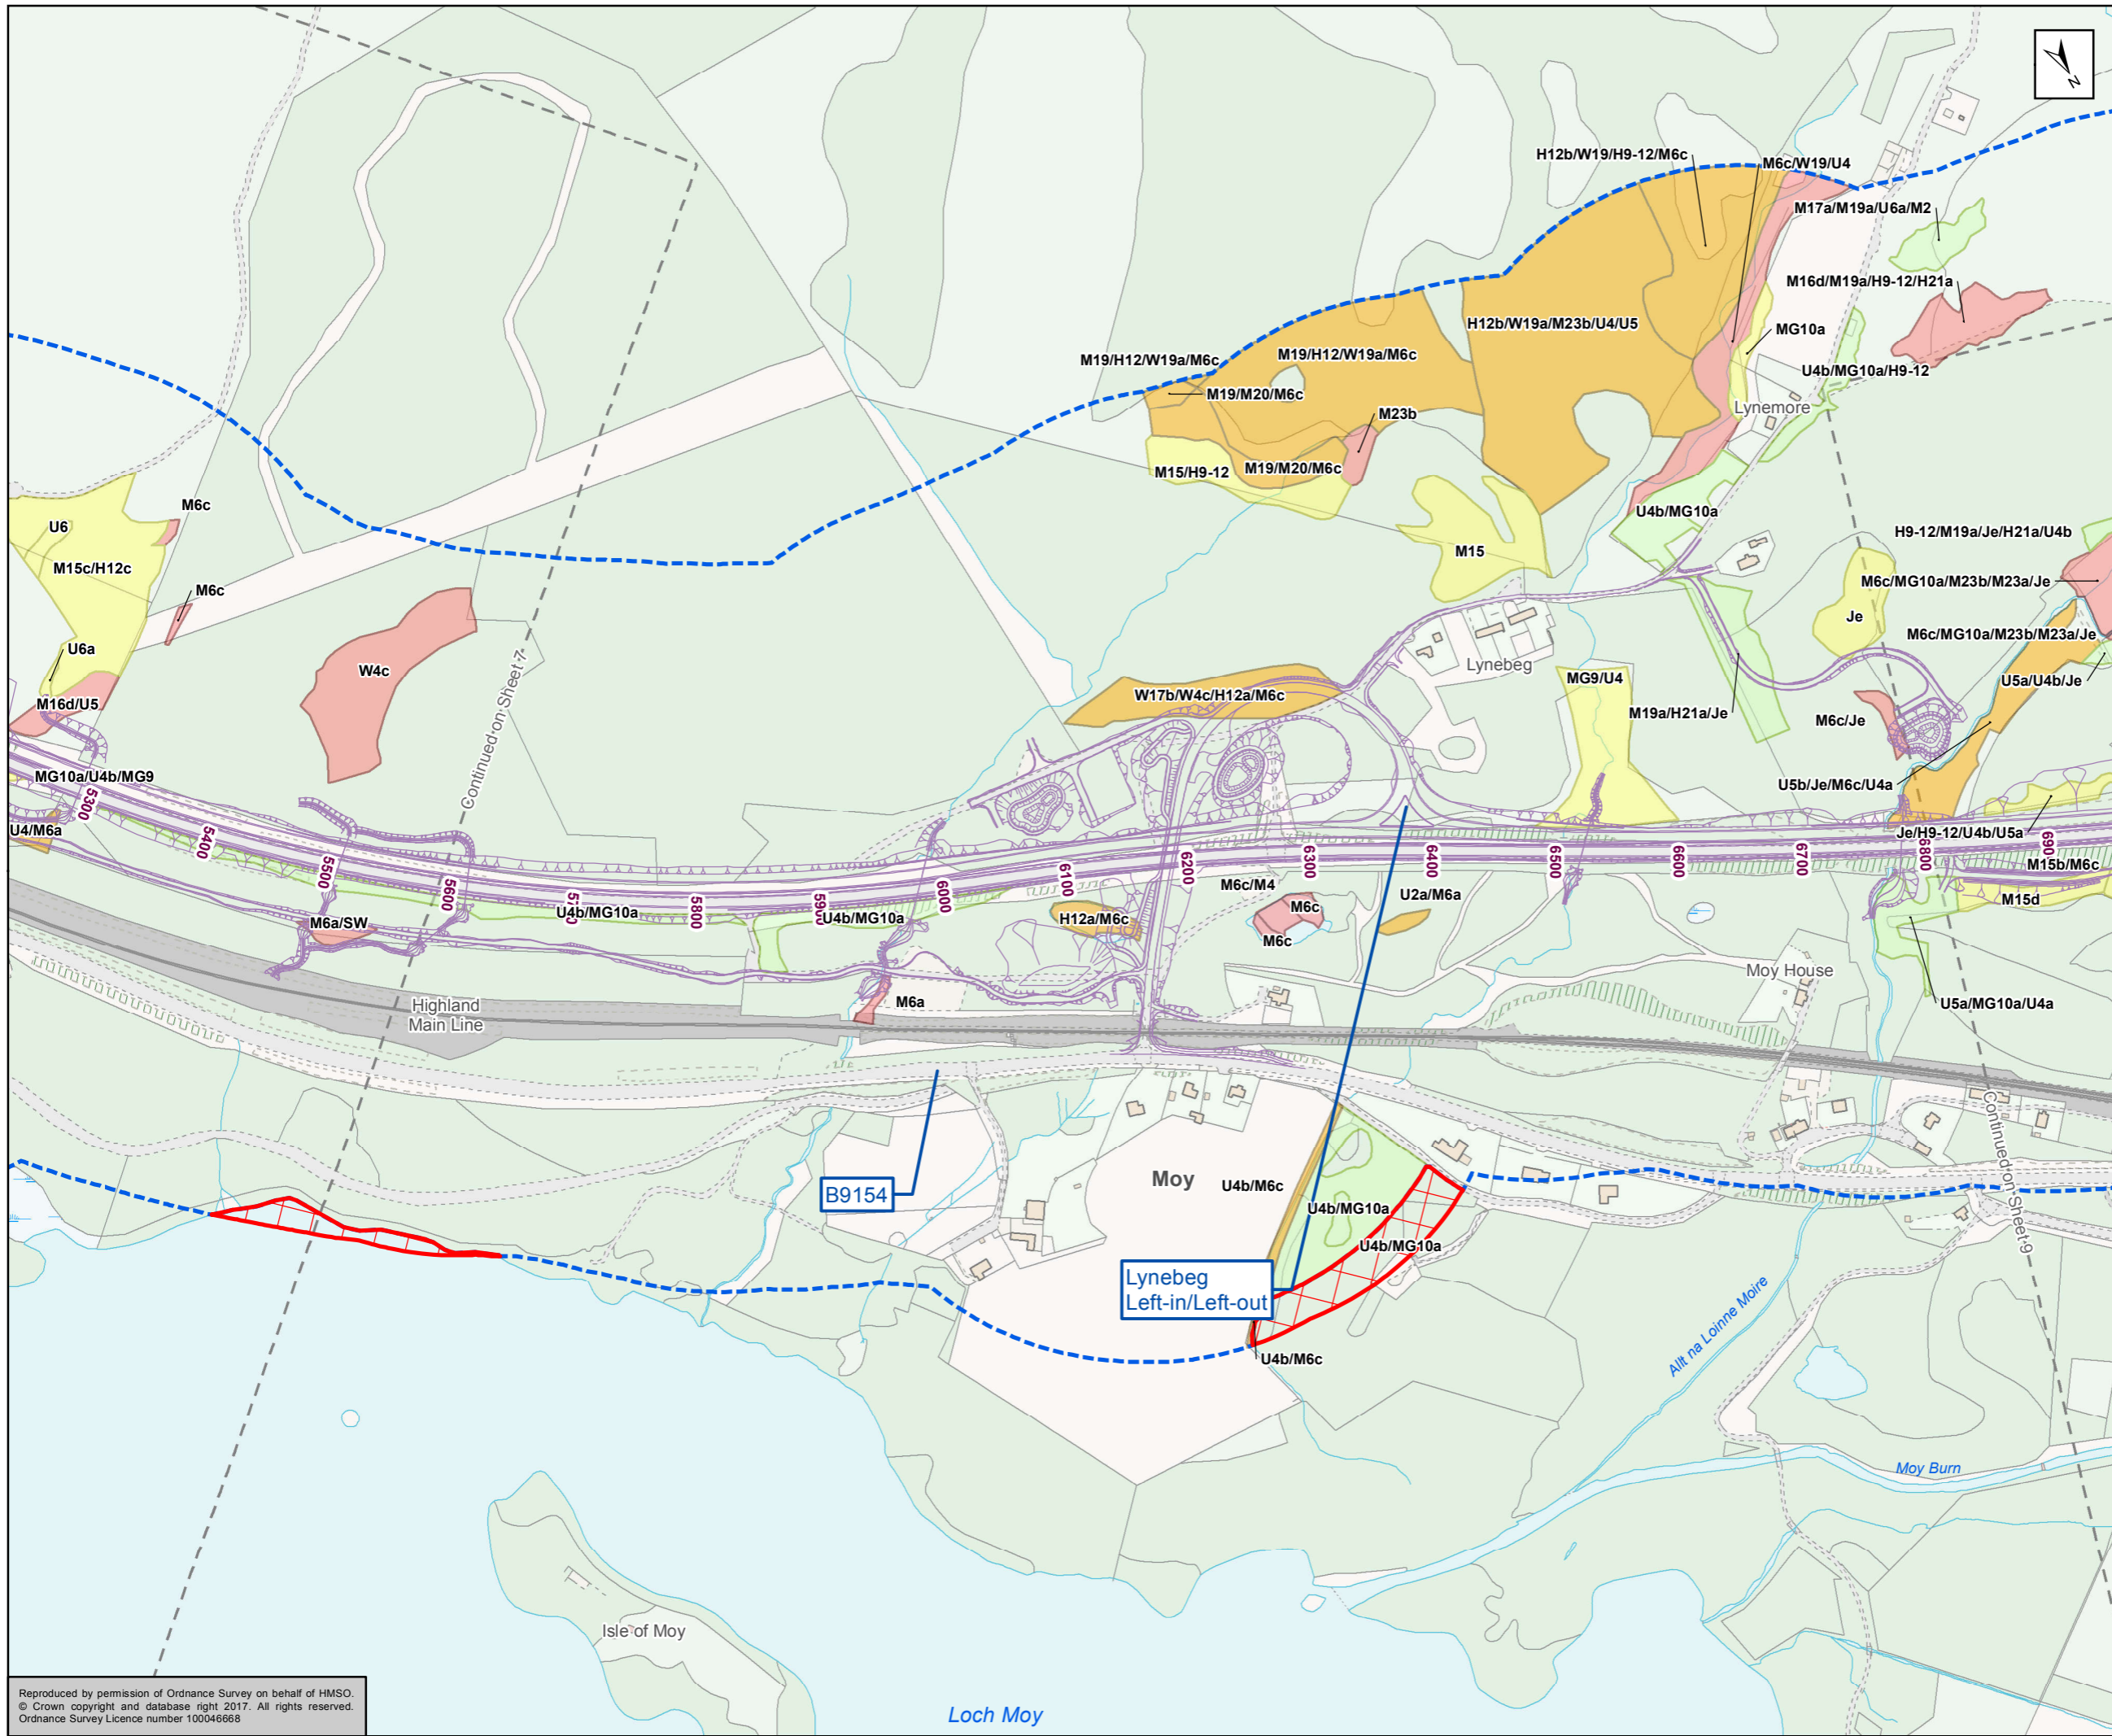 N
H12b/W19/H9-12/M6c
M6c/W19/U4
M17a/M19a/U6a/M2
M16d/M19a/H9-12/H21a
H12b/W19a/M23b/U4/U5
MG10a
M19/H12/W19a/M6c
M19/H12/W19a/M6c
U4b/MG10a/H9-12
M19/M20/M6c
Lynemore
M23b
M15/H9-12
M19/M20/M6c
M6c
U4b/MG10a
U6
H9-12/M19a/Je/H21a/U4b
M15
M15c/H12c
M6c/MG10a/M23b/M23a/Je
M6c
Je
M6c/MG10a/M23b/M23a/Je
U6a
W4c
Lynebeg
MG9/U4
U5a/U4b/Je
W17b/W4c/H12a/M6c
M16d/U5
M19a/H21a/Je
M6c/Je
Continued on Sheet 7
MG10a/U4b/MG9
U5b/Je/M6c/U4a
U4/M6a
Je/H9-12/U4b/U5a
5300
5400
5500
5600
5800
6000
6100
6200
6300
6400
6500
6600
6700
6800
690
M15b/M6c
M6c/M4
U2a/M6a
M15d
U4b/MG10a
U4b/MG10a
H12a/M6c
M6c
M6a/SW
M6c
Moy House
M6a
U5a/MG10a/U4a
Highland
Main Line
B9154
Moy
U4b/M6c
U4b/MG10a
U4b/MG10a
Continued on Sheet 9
Lynebeg
Left-in/Left-out
U4b/M6c
Allt na Loinne Moire
Moy Burn
Isle of Moy
Loch Moy
Reproduced by permission of Ordnance Survey on behalf of HMSO.
© Crown copyright and database right 2017. All rights reserved.
Ordnance Survey Licence number 100046668